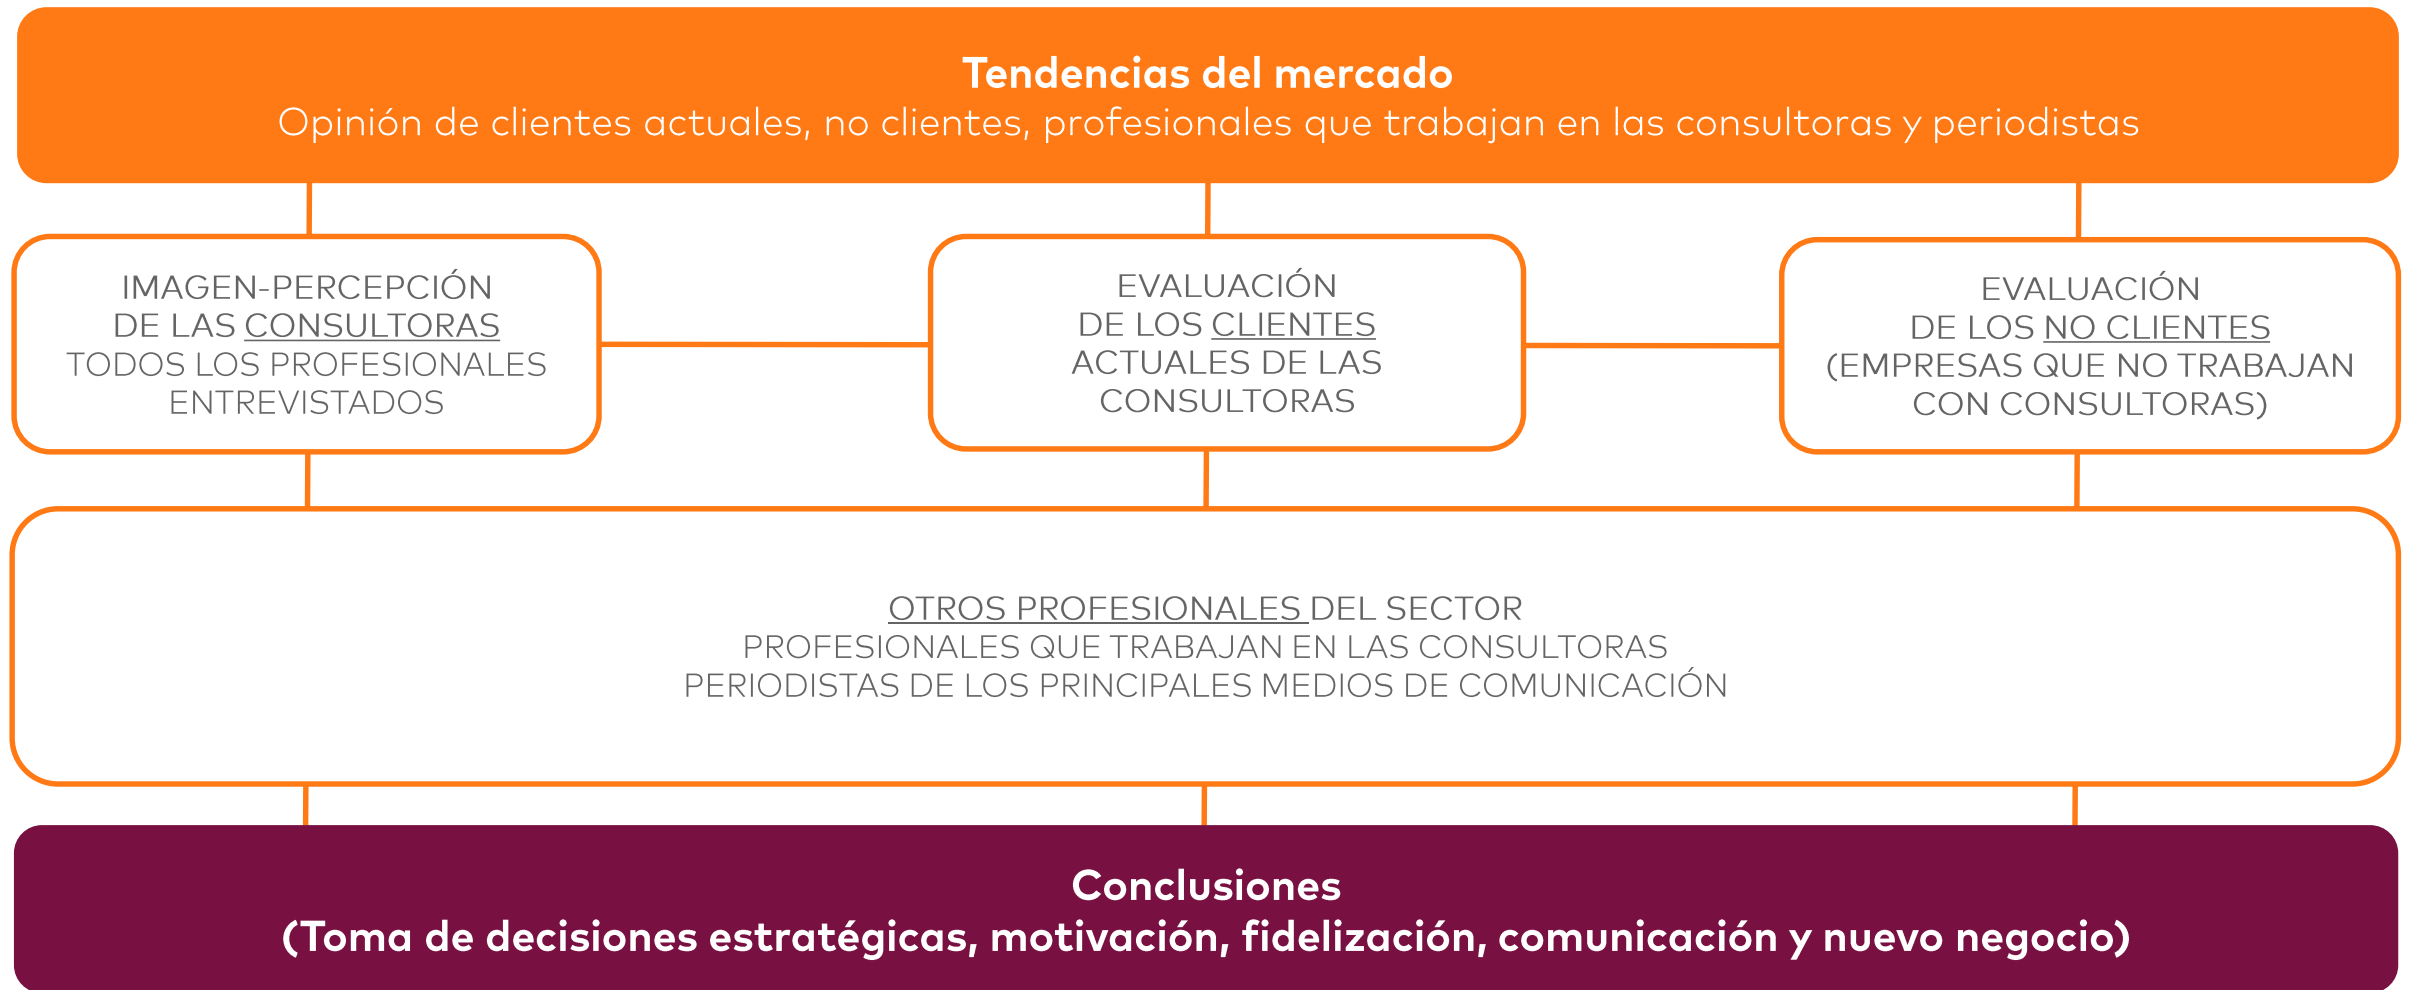 Tendencias del mercado
Opinión de clientes actuales, no clientes, profesionales que trabajan en las consultoras y periodistas
IMAGEN-PERCEPCIÓN
DE LAS CONSULTORAS
TODOS LOS PROFESIONALES
ENTREVISTADOS
EVALUACIÓN
DE LOS CLIENTES
ACTUALES DE LAS
CONSULTORAS
EVALUACIÓN
DE LOS NO CLIENTES
(EMPRESAS QUE NO TRABAJAN
CON CONSULTORAS)
OTROS PROFESIONALES DEL SECTOR
PROFESIONALES QUE TRABAJAN EN LAS CONSULTORAS
PERIODISTAS DE LOS PRINCIPALES MEDIOS DE COMUNICACIÓN
Conclusiones
(Toma de decisiones estratégicas, motivación, fidelización, comunicación y nuevo negocio)